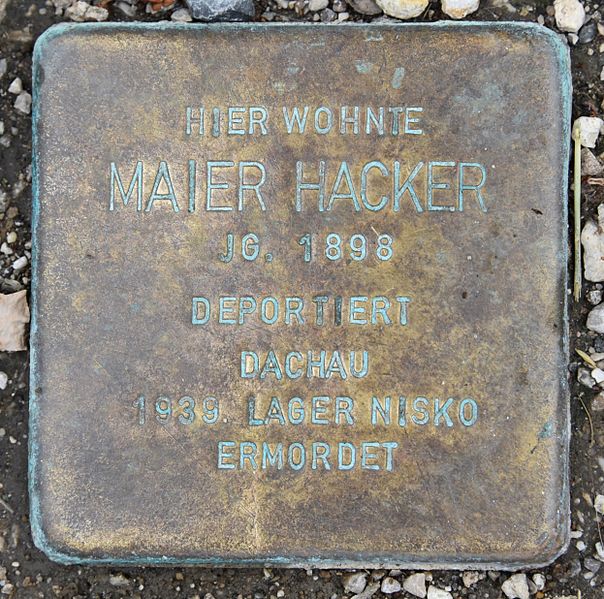 HIER WOHNTE
MAIER HACKER
JG. 1898
DEPORTIERT
DACHAU
1939. LAGER NISKO
ERMORDET